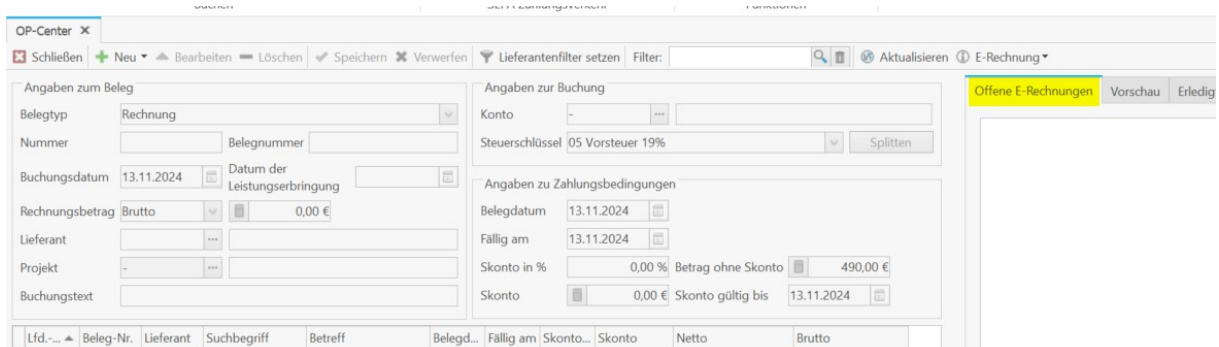 OP-Center
Schließen Neu Bearbeiten Löschen Speichern Verwerfen Lieferantenfilter setzen Filter: Aktualisieren E-Rechnung
Angaben zum Beleg
Belegtyp Rechnung
Nummer Belegnummer
Buchungsdatum 13.11.2024 Datum der Leistungserbringung
Rechnungsbetrag Brutto 0,00 €
Lieferant
Projekt -
Buchungstext
Angaben zur Buchung
Konto -
Steuerschlüssel 05 Vorsteuer 19% Splitten
Angaben zu Zahlungsbedingungen
Belegdatum 13.11.2024
Fällig am 13.11.2024
Skonto in % 0,00 % Betrag ohne Skonto 490,00 €
Skonto 0,00 € Skonto gültig bis 13.11.2024
Offene E-Rechnungen Vorschau Erledig
Lfd.-... Beleg-Nr. Lieferant Suchbegriff Betreff Belegd... Fällig am Skonto... Skonto Netto Brutto